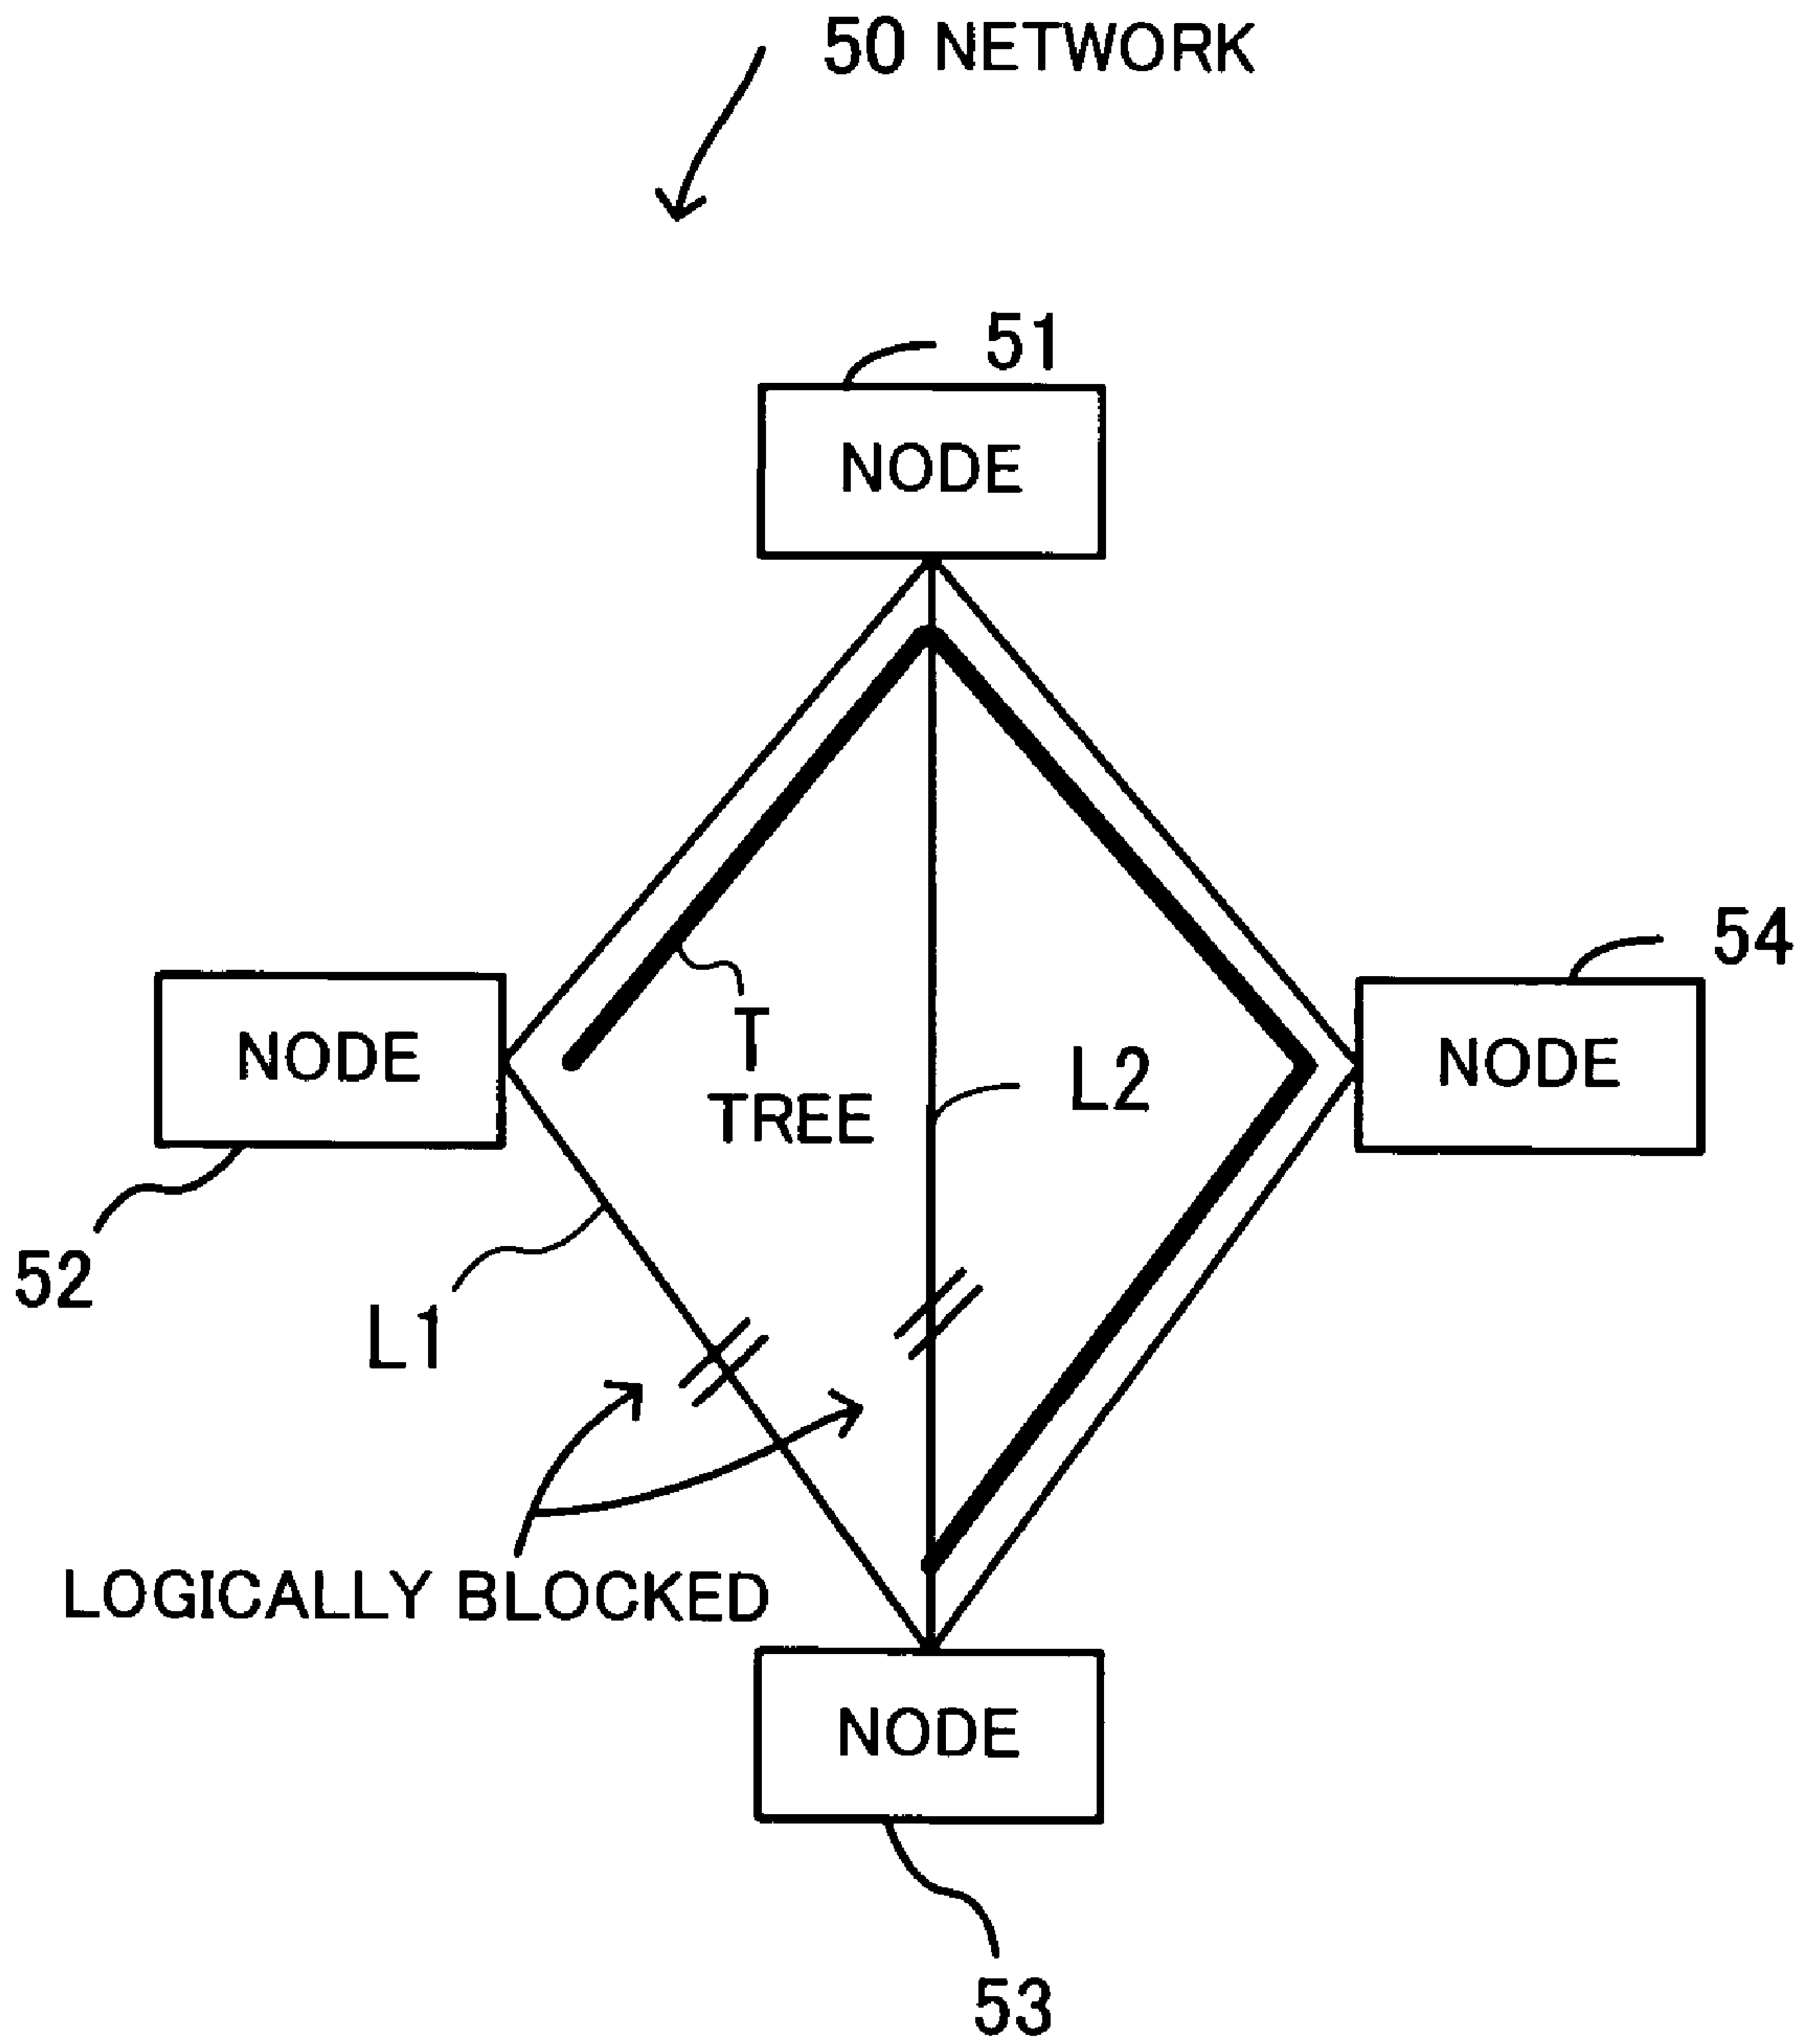 50 NETWORK
51
NODE
54
NODE
T
TREE
L2
NODE
52
L1
LOGICALLY BLOCKED
NODE
53